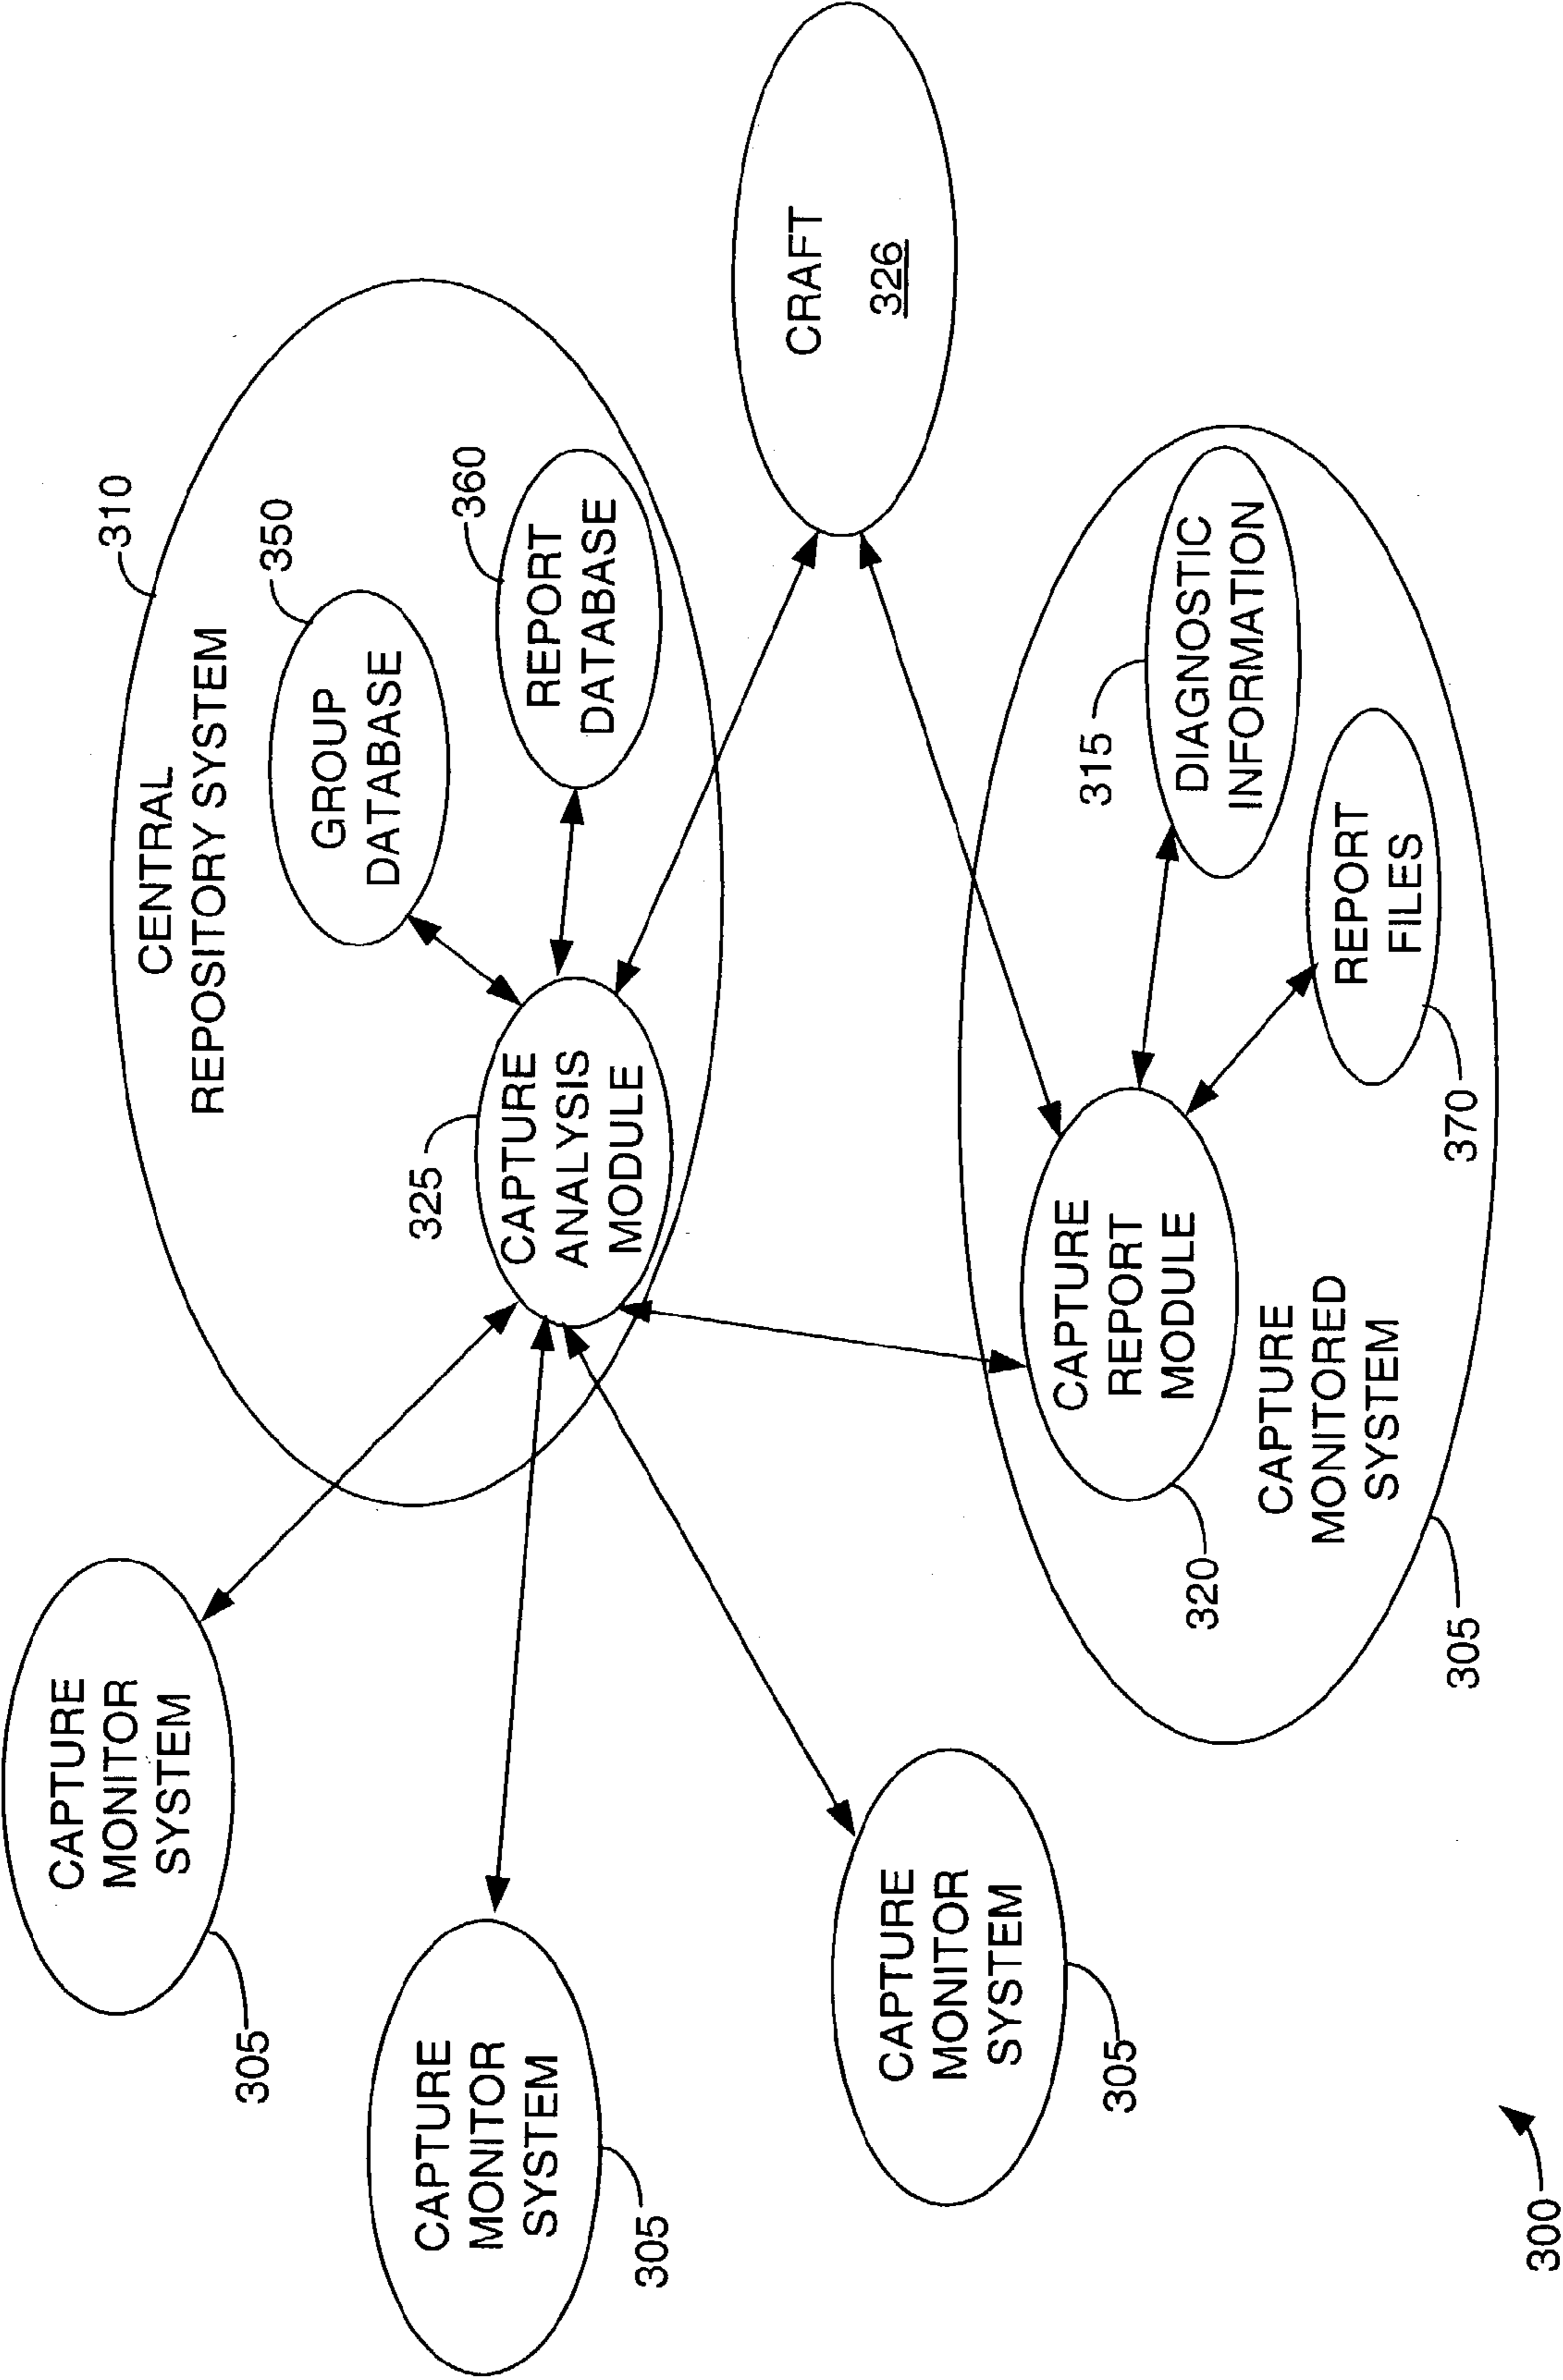 CAPTURE
MONITOR
SYSTEM
305
CAPTURE
MONITOR
SYSTEM
305
CAPTURE
MONITOR
SYSTEM
305
310
CENTRAL
REPOSITORY SYSTEM
350
GROUP
DATABASE
360
REPORT
DATABASE
325
CAPTURE
ANALYSIS
MODULE
CRAFT
326
315
DIAGNOSTIC
INFORMATION
REPORT
FILES
370
CAPTURE
REPORT
MODULE
320
CAPTURE
MONITORED
SYSTEM
305
300